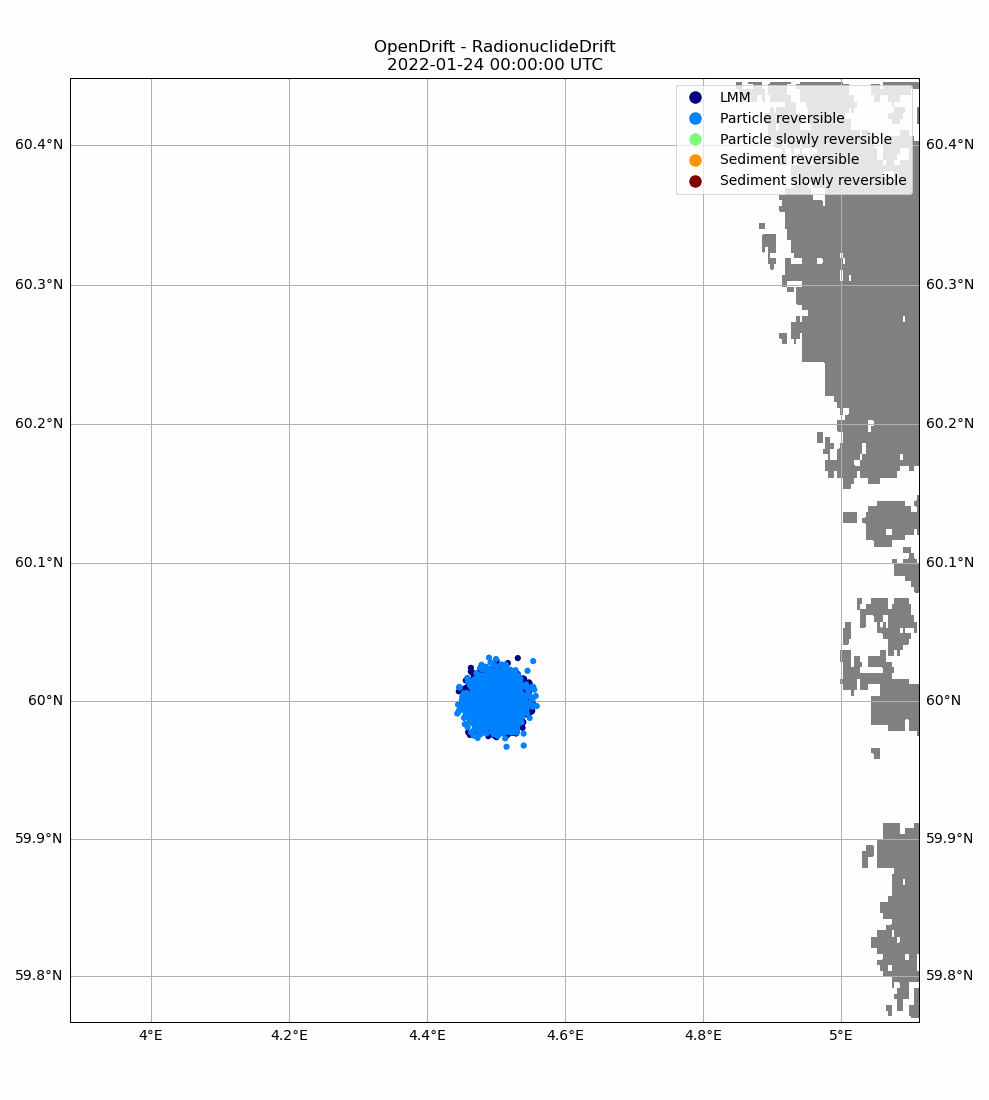 OpenDrift - RadionuclideDrift
2022-01-24 00:00:00 UTC
LMM
Particle reversible
Particle slowly reversible
Sediment reversible
Sediment slowly reversible
60.4°N 60.4°N
60.3°N 60.3°N
60.2°N 60.2°N
60.1°N 60.1°N
60°N 60°N
59.9°N 59.9°N
59.8°N 59.8°N
4°E 4.2°E 4.4°E 4.6°E 4.8°E 5°E